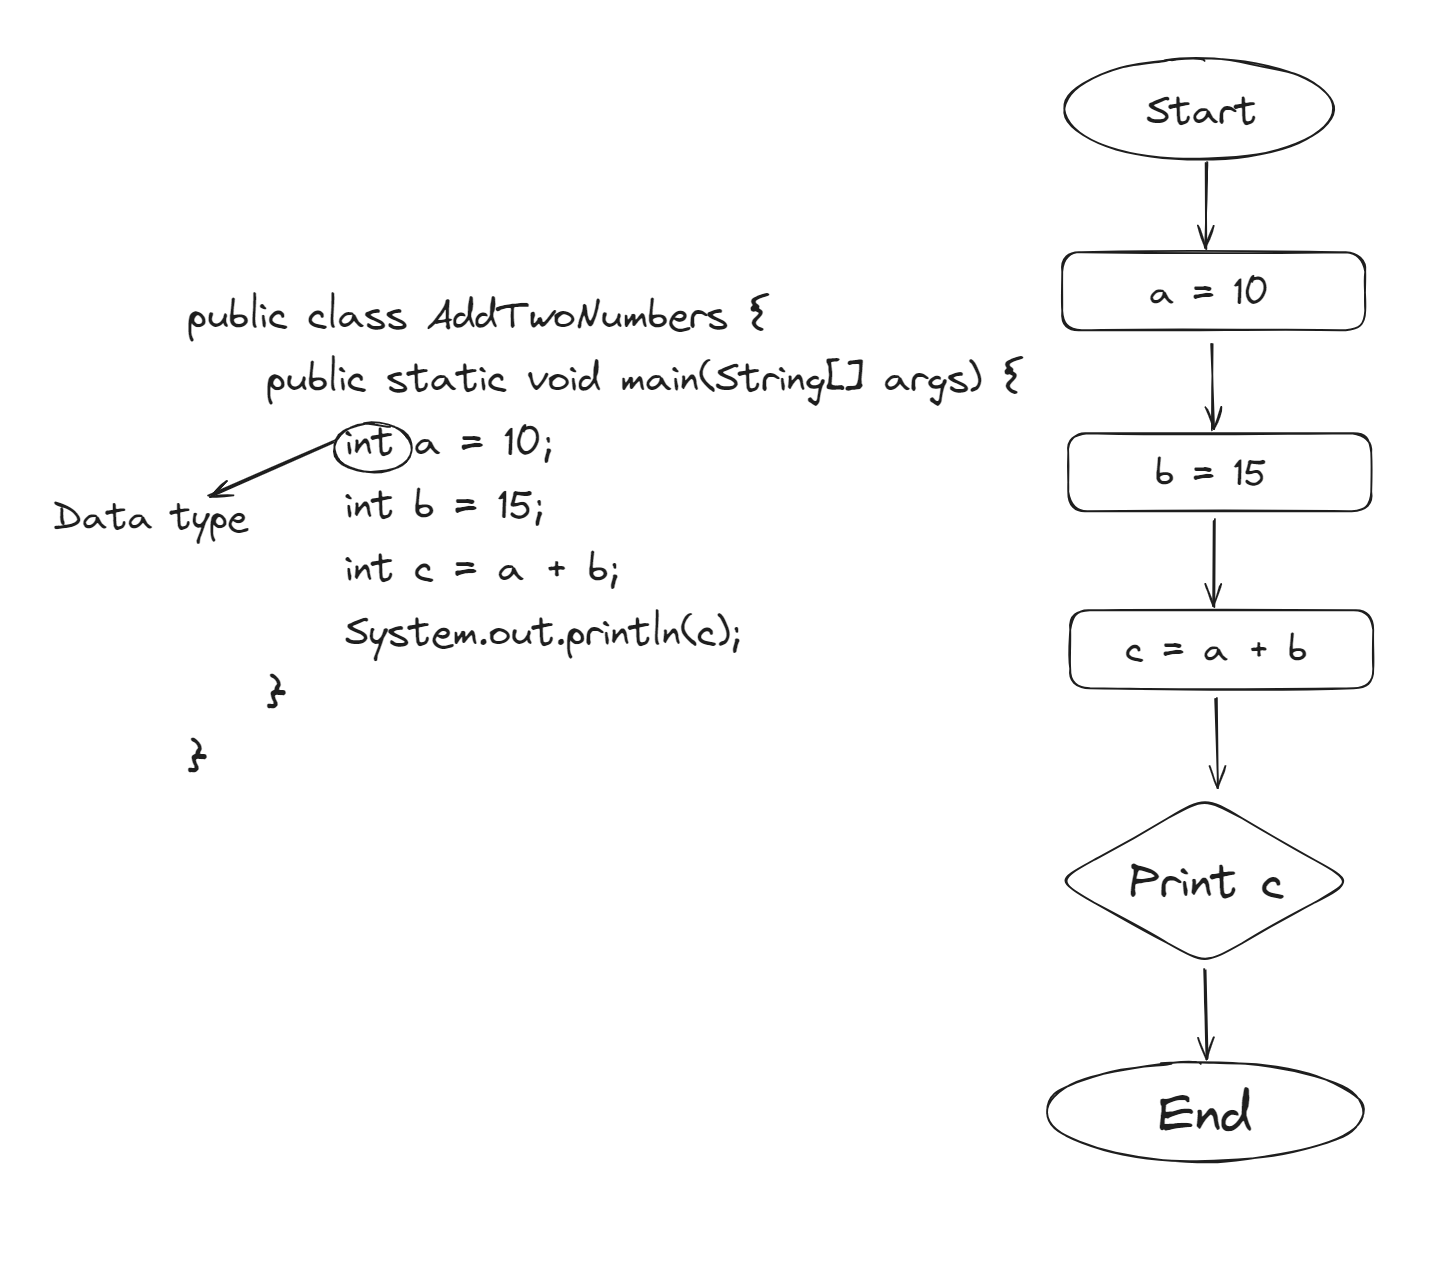 public class AddTwoNumbers {
public static void main(String[] args) {
int a = 10;
Data type
int b = 15;
int c = a + b;
System.out.println(c);
}
}
Start
a = 10
b = 15
c = a + b
Print c
End